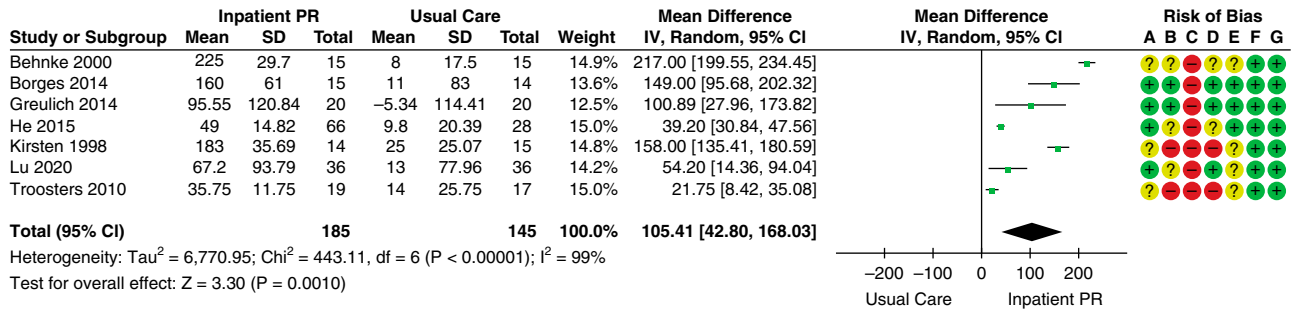 Inpatient PR Usual Care Mean Difference Mean Difference Risk of Bias
Study or Subgroup Mean SD Total Mean SD Total Weight IV, Random, 95% CI IV, Random, 95% CI A B C D E F G
Behnke 2000 225 29.7 15 8 17.5 15 14.9% 217.00 [199.55, 234.45] ? ? − ? ? + +
Borges 2014 160 61 15 11 83 14 13.6% 149.00 [95.68, 202.32] + + − + + + +
Greulich 2014 95.55 120.84 20 −5.34 114.41 20 12.5% 100.89 [27.96, 173.82] + + − + + + +
He 2015 49 14.82 66 9.8 20.39 28 15.0% 39.20 [30.84, 47.56] + ? − ? + + +
Kirsten 1998 183 35.69 14 25 25.07 15 14.8% 158.00 [135.41, 180.59] ? − − − ? + +
Lu 2020 67.2 93.79 36 13 77.96 36 14.2% 54.20 [14.36, 94.04] + ? − + ? + +
Troosters 2010 35.75 11.75 19 14 25.75 17 15.0% 21.75 [8.42, 35.08] ? − − − ? + +
Total (95% CI) 185 145 100.0% 105.41 [42.80, 168.03]
Heterogeneity: Tau² = 6,770.95; Chi² = 443.11, df = 6 (P < 0.00001); I² = 99%
Test for overall effect: Z = 3.30 (P = 0.0010)
−200 −100 0 100 200
Usual Care Inpatient PR